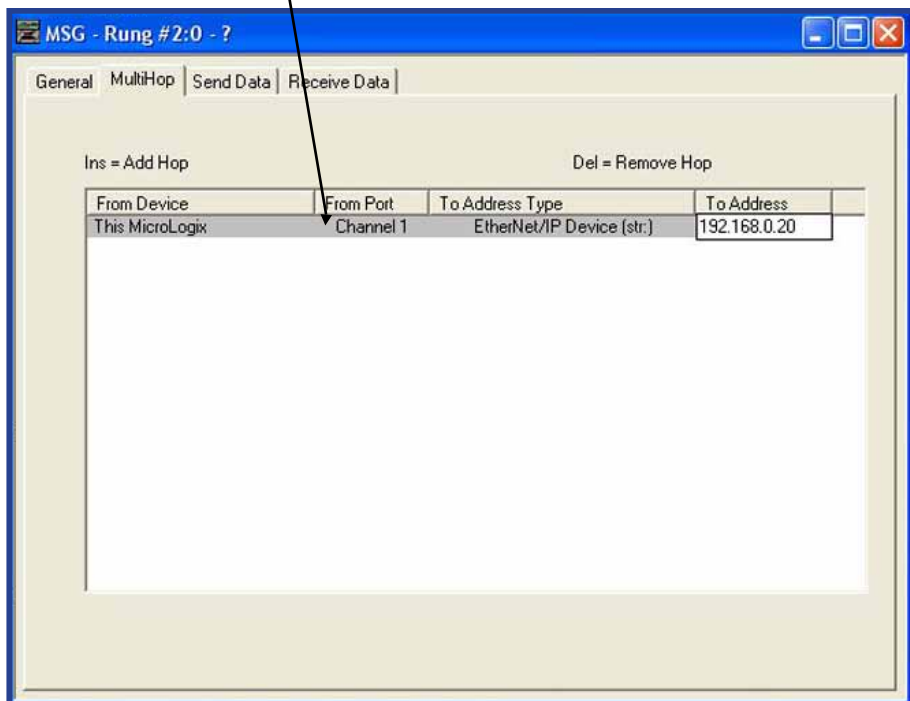 MSG - Rung #2:0 - ?
General MultiHop Send Data Receive Data
Ins = Add Hop Del = Remove Hop
From Device From Port To Address Type To Address
This MicroLogix Channel 1 EtherNet/IP Device (str:) 192.168.0.20